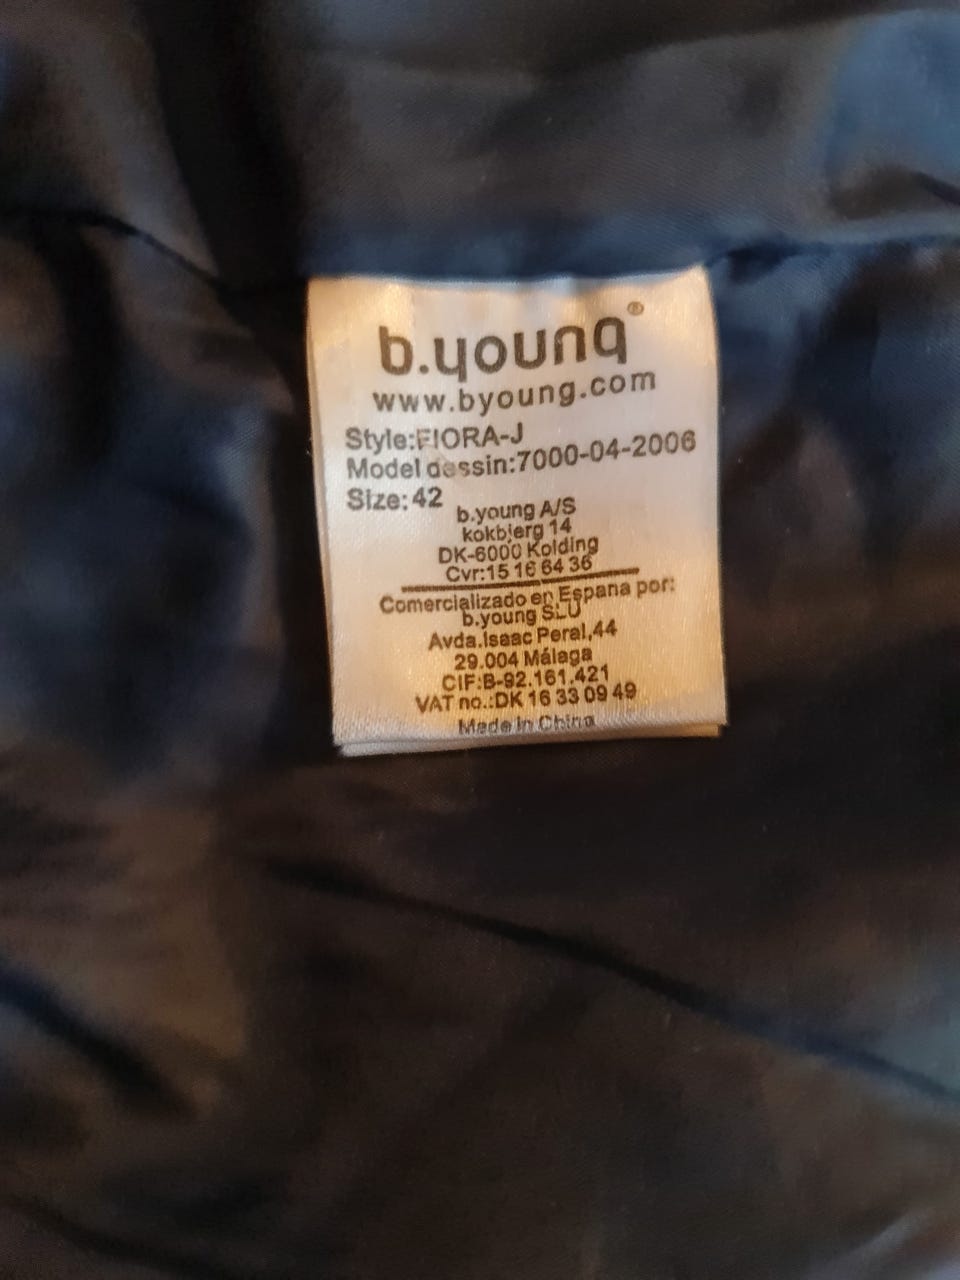 b.young®
www.byoung.com
Style:FIORA-J
Model dessin:7000-04-2006
Size:42
b.young A/S
kokbjerg 14
DK-6000 Kolding
Cvr:15 16 64 36
Comercializado en Espana por:
b.young SLU
Avda.Isaac Peral,44
29.004 Málaga
CIF:B-92.161.421
VAT no.:DK 16 33 09 49
Made in China